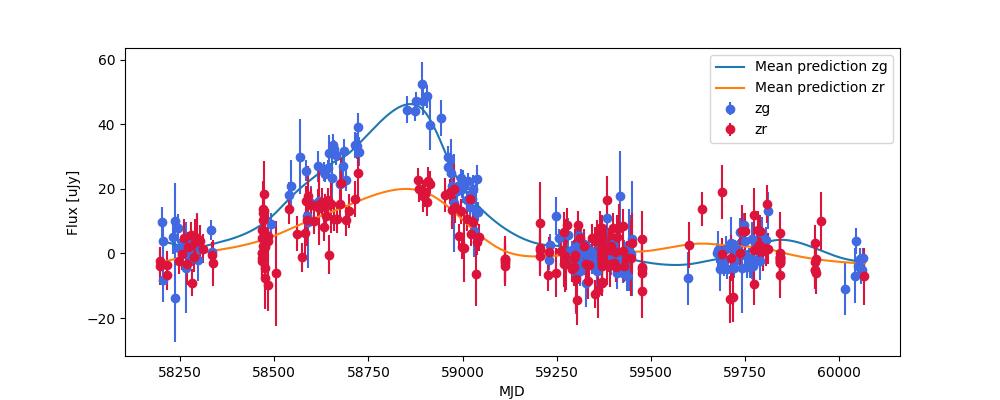 60
40
20
0
−20
Flux [uJy]
Mean prediction zg
Mean prediction zr
zg
zr
58250 58500 58750 59000 59250 59500 59750 60000
MJD